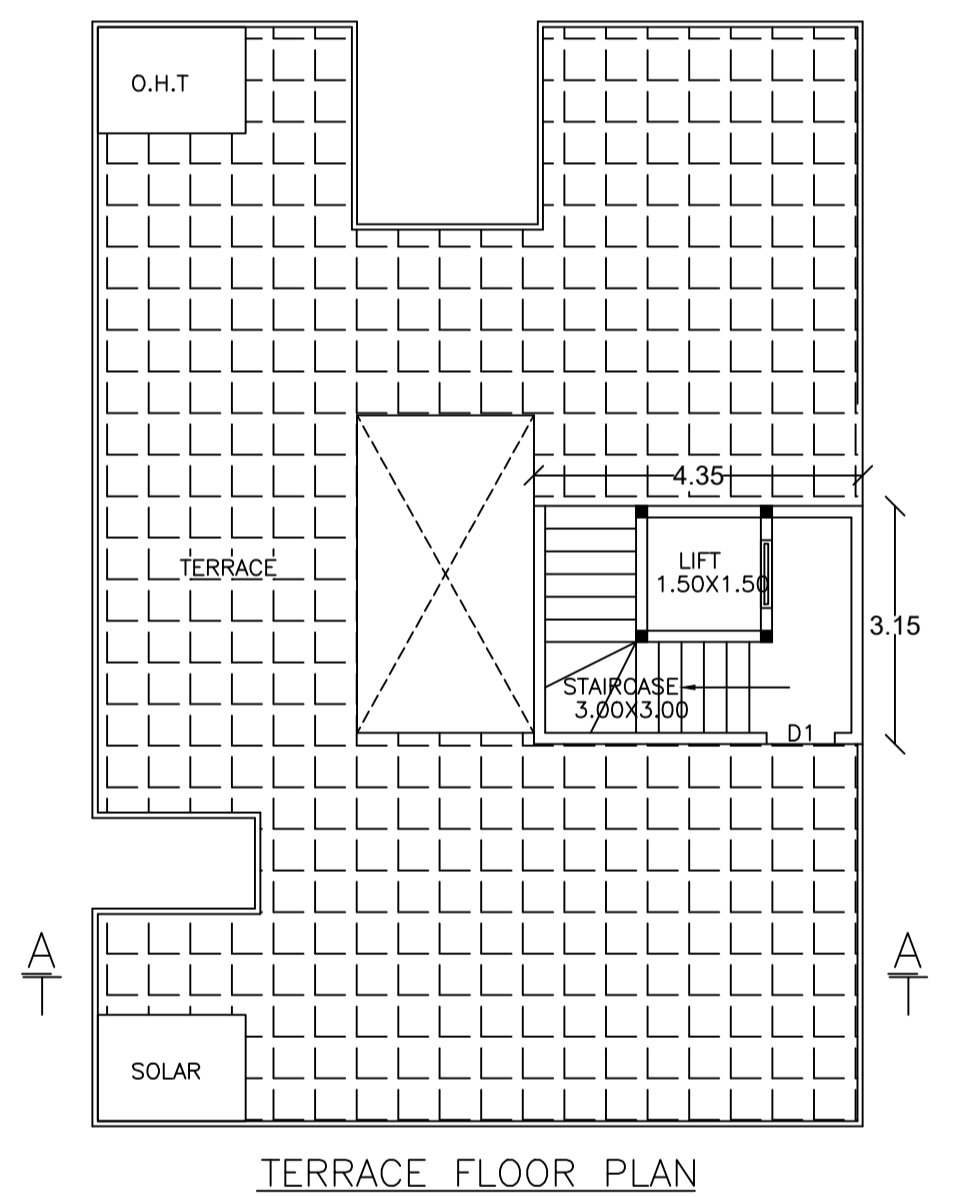 O.H.T
4.35
LIFT
1.50X1.50
TERRACE
3.15
STAIRCASE
3.00X3.00
D1
A
A
SOLAR
TERRACE FLOOR PLAN